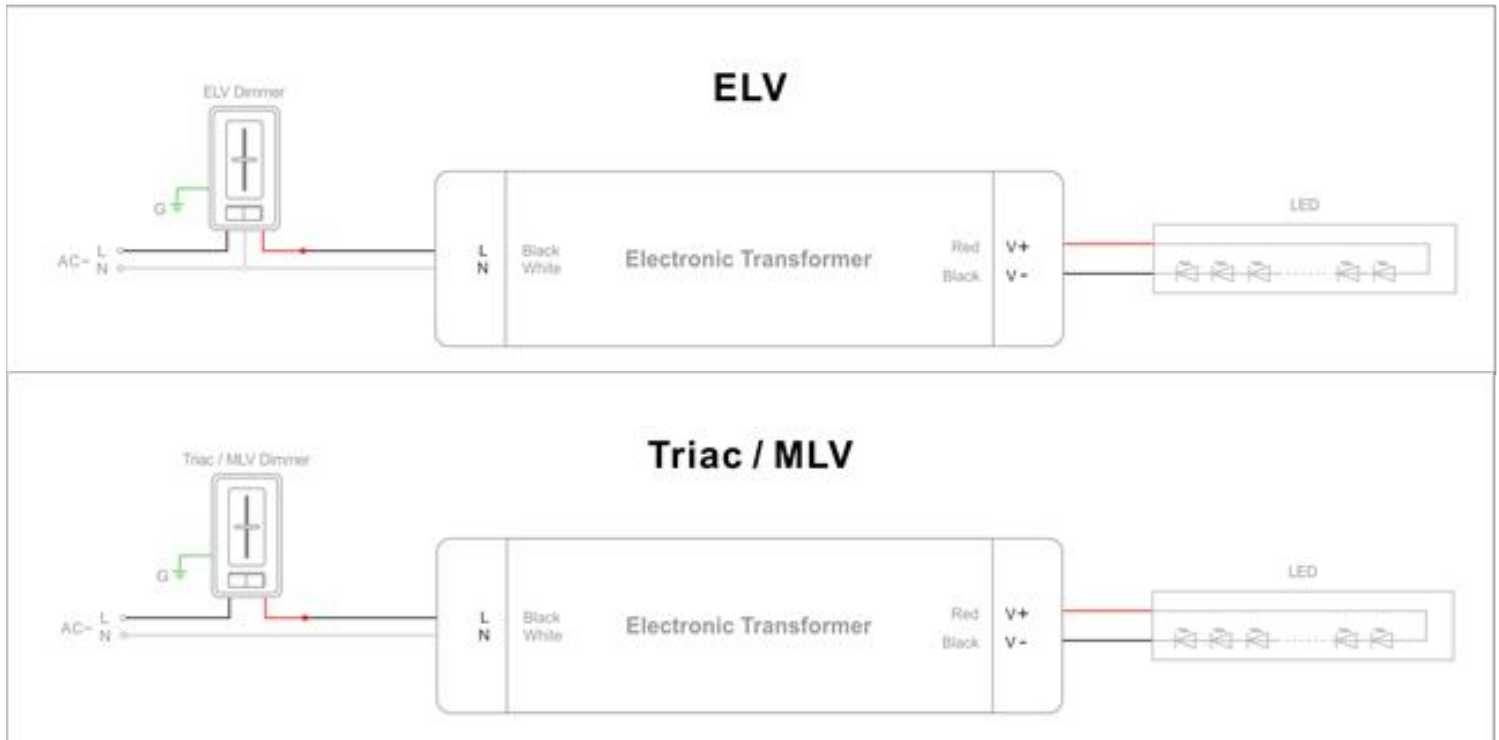 ELV
ELV Dimmer
G
AC~ L
N
L Black
N White
Electronic Transformer
Red V+
Black V-
LED
Triac / MLV
Triac / MLV Dimmer
G
AC~ L
N
L Black
N White
Electronic Transformer
Red V+
Black V-
LED